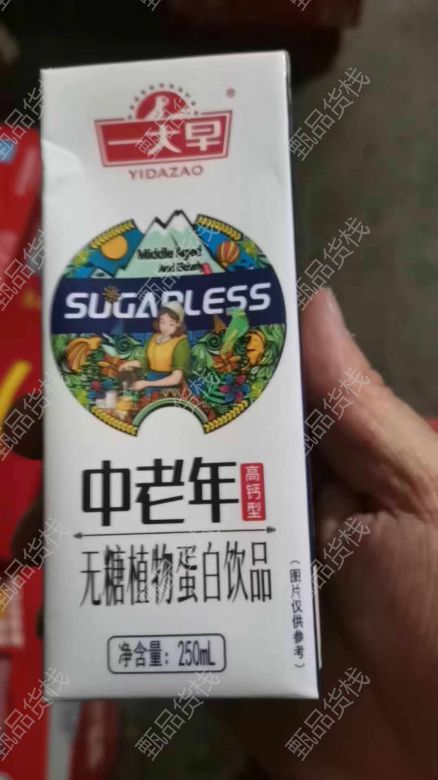 一大早
®
YIDAZAO
Middle Aged
And Elderly
SUGARLESS
中老年
高钙型
无糖植物蛋白饮品
(图片仅供参考)
净含量：250mL
甄品货栈